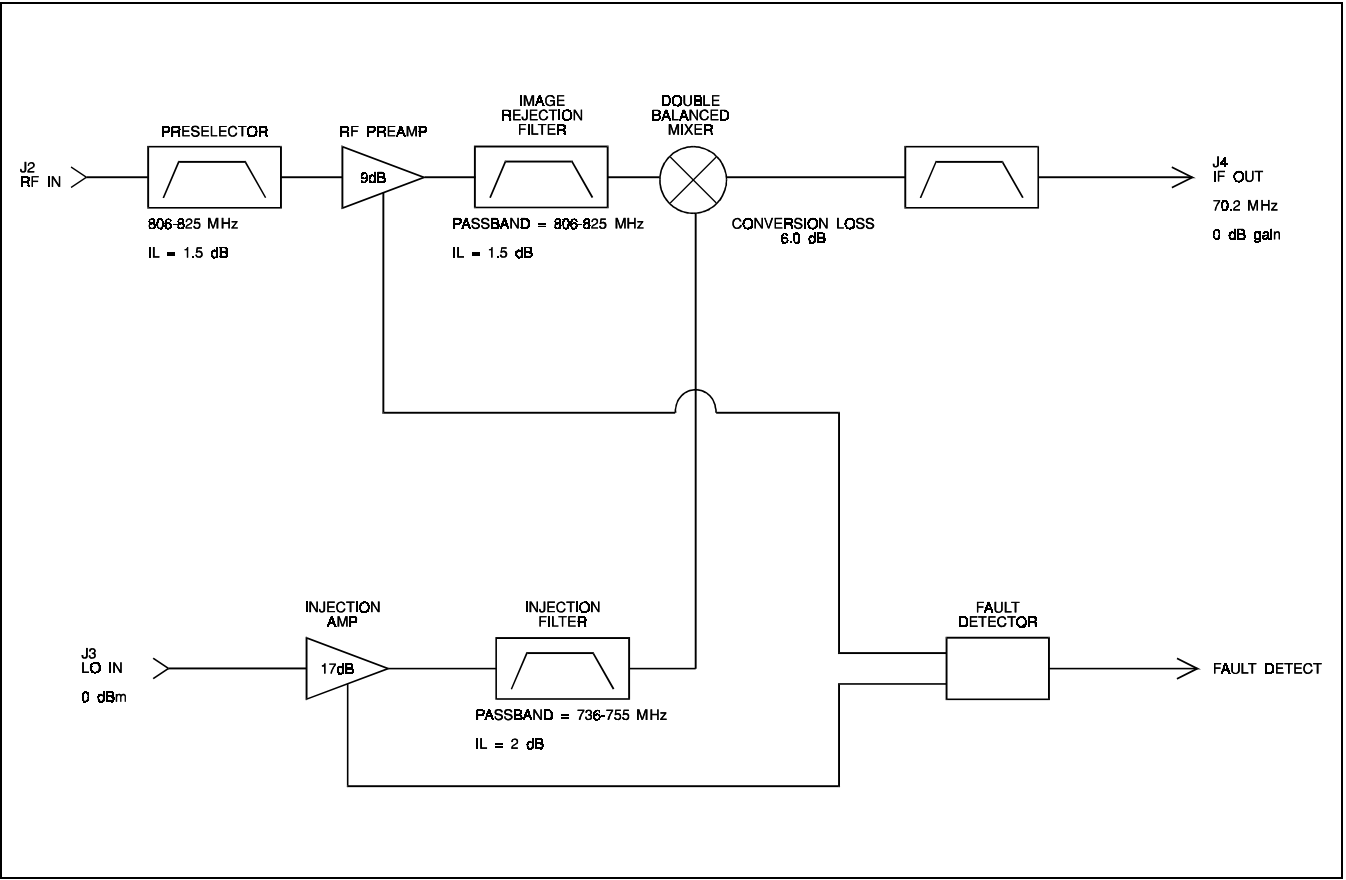 IMAGE
REJECTION
FILTER
DOUBLE
BALANCED
MIXER
PRESELECTOR
RF PREAMP
J2
RF IN
9dB
J4
IF OUT
70.2 MHz
0 dB gain
806-825 MHz
IL = 1.5 dB
PASSBAND = 806-825 MHz
IL = 1.5 dB
CONVERSION LOSS
6.0 dB
INJECTION
AMP
INJECTION
FILTER
FAULT
DETECTOR
J3
LO IN
0 dBm
17dB
FAULT DETECT
PASSBAND = 736-755 MHz
IL = 2 dB